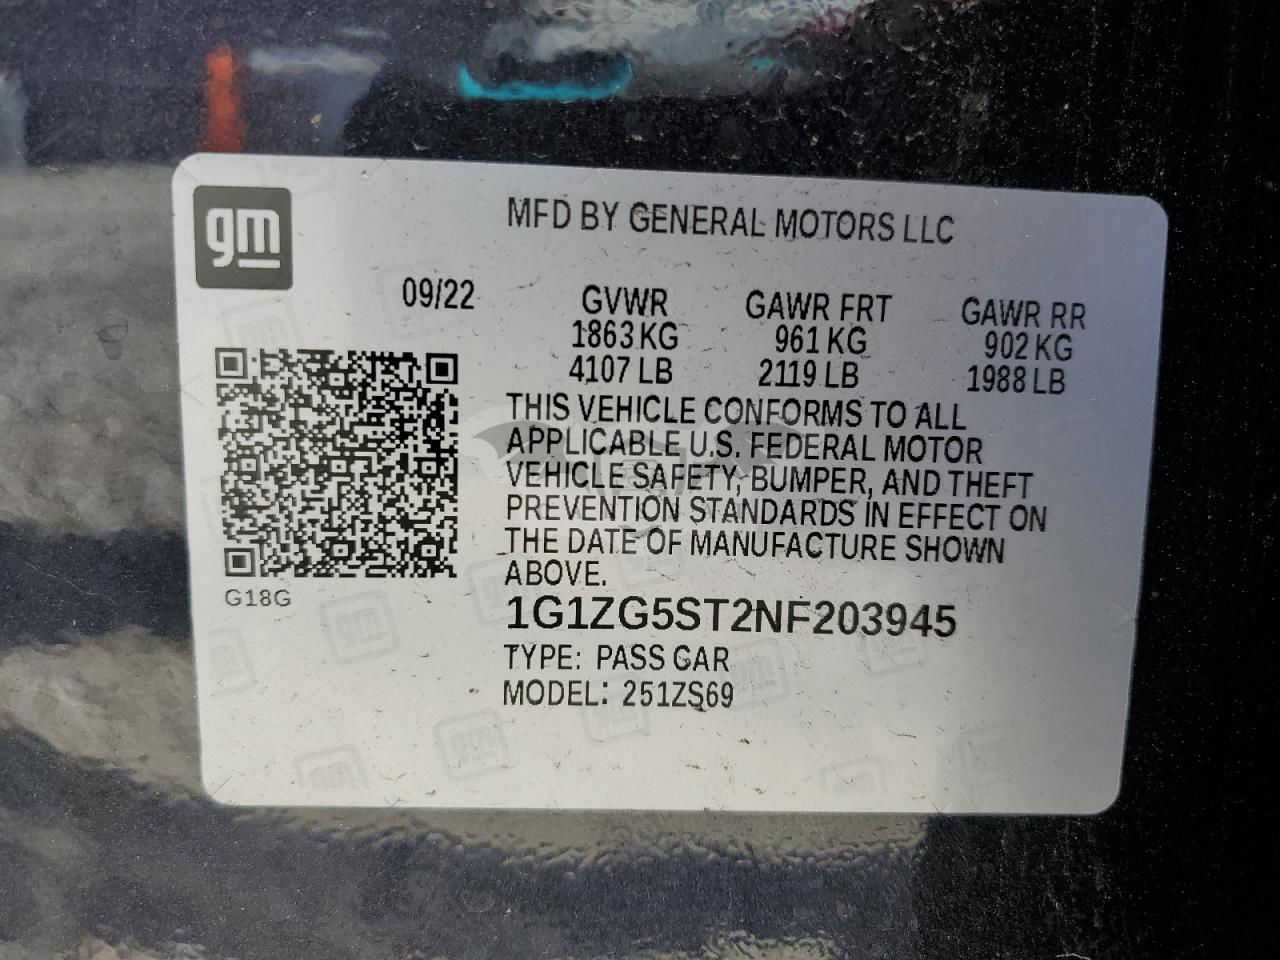 gm
MFD BY GENERAL MOTORS LLC
09/22
GVWR GAWR FRT GAWR RR
1863 KG 961 KG 902 KG
4107 LB 2119 LB 1988 LB
THIS VEHICLE CONFORMS TO ALL
APPLICABLE U.S. FEDERAL MOTOR
VEHICLE SAFETY, BUMPER, AND THEFT
PREVENTION STANDARDS IN EFFECT ON
THE DATE OF MANUFACTURE SHOWN
ABOVE.
G18G
1G1ZG5ST2NF203945
TYPE: PASS CAR
MODEL: 251ZS69